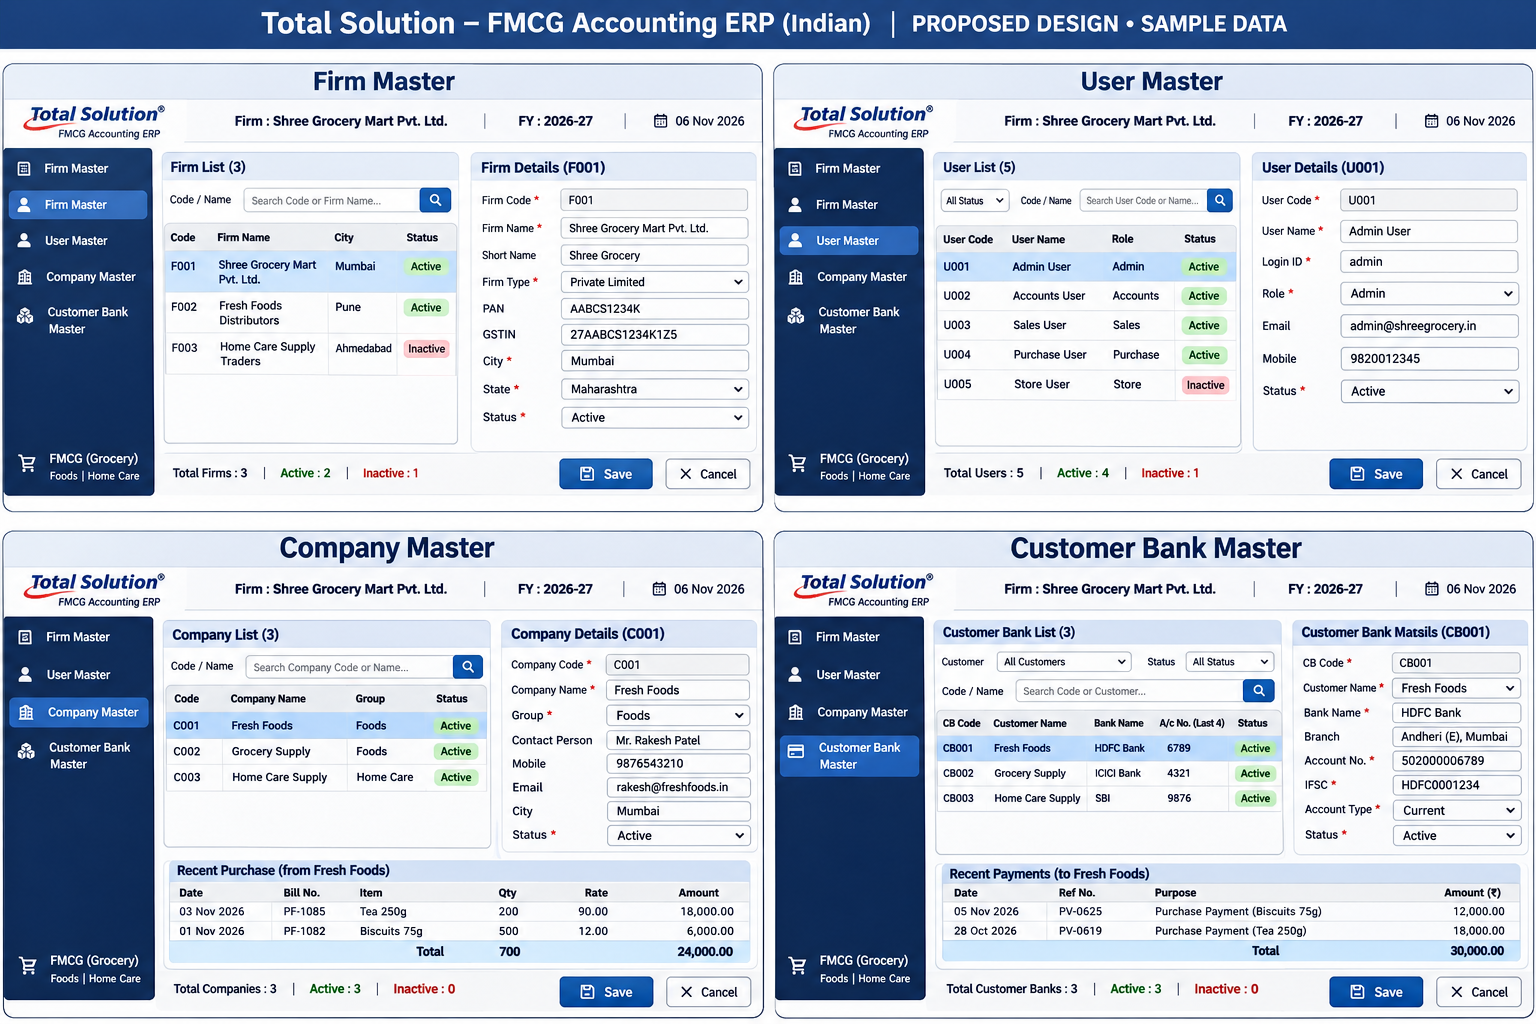 Total Solution – FMCG Accounting ERP (Indian) | PROPOSED DESIGN • SAMPLE DATA
Firm Master
Total Solution®
FMCG Accounting ERP
Firm : Shree Grocery Mart Pvt. Ltd. | FY : 2026-27 | 06 Nov 2026
Firm Master
Firm Master
User Master
Company Master
Customer Bank
Master
FMCG (Grocery)
Foods | Home Care
Firm List (3)
Code / Name Search Code or Firm Name...
Code Firm Name City Status
F001 Shree Grocery Mart Pvt. Ltd. Mumbai Active
F002 Fresh Foods Distributors Pune Active
F003 Home Care Supply Traders Ahmedabad Inactive
Firm Details (F001)
Firm Code * F001
Firm Name * Shree Grocery Mart Pvt. Ltd.
Short Name Shree Grocery
Firm Type * Private Limited
PAN AABCS1234K
GSTIN 27AABCS1234K1Z5
City * Mumbai
State * Maharashtra
Status * Active
Total Firms : 3 | Active : 2 | Inactive : 1
Save Cancel
User Master
Total Solution®
FMCG Accounting ERP
Firm : Shree Grocery Mart Pvt. Ltd. | FY : 2026-27 | 06 Nov 2026
Firm Master
Firm Master
User Master
Company Master
Customer Bank
Master
FMCG (Grocery)
Foods | Home Care
User List (5)
All Status Code / Name Search User Code or Name...
User Code User Name Role Status
U001 Admin User Admin Active
U002 Accounts User Accounts Active
U003 Sales User Sales Active
U004 Purchase User Purchase Active
U005 Store User Store Inactive
User Details (U001)
User Code * U001
User Name * Admin User
Login ID * admin
Role * Admin
Email admin@shreegrocery.in
Mobile 9820012345
Status * Active
Total Users : 5 | Active : 4 | Inactive : 1
Save Cancel
Company Master
Total Solution®
FMCG Accounting ERP
Firm : Shree Grocery Mart Pvt. Ltd. | FY : 2026-27 | 06 Nov 2026
Firm Master
User Master
Company Master
Customer Bank
Master
FMCG (Grocery)
Foods | Home Care
Company List (3)
Code / Name Search Company Code or Name...
Code Company Name Group Status
C001 Fresh Foods Foods Active
C002 Grocery Supply Foods Active
C003 Home Care Supply Home Care Active
Company Details (C001)
Company Code * C001
Company Name * Fresh Foods
Group * Foods
Contact Person Mr. Rakesh Patel
Mobile 9876543210
Email rakesh@freshfoods.in
City Mumbai
Status * Active
Recent Purchase (from Fresh Foods)
Date Bill No. Item Qty Rate Amount
03 Nov 2026 PF-1085 Tea 250g 200 90.00 18,000.00
01 Nov 2026 PF-1082 Biscuits 75g 500 12.00 6,000.00
Total 700 24,000.00
Total Companies : 3 | Active : 3 | Inactive : 0
Save Cancel
Customer Bank Master
Total Solution®
FMCG Accounting ERP
Firm : Shree Grocery Mart Pvt. Ltd. | FY : 2026-27 | 06 Nov 2026
Firm Master
User Master
Company Master
Customer Bank
Master
FMCG (Grocery)
Foods | Home Care
Customer Bank List (3)
Customer All Customers Status All Status
Code / Name Search Code or Customer...
CB Code Customer Name Bank Name A/c No. (Last 4) Status
CB001 Fresh Foods HDFC Bank 6789 Active
CB002 Grocery Supply ICICI Bank 4321 Active
CB003 Home Care Supply SBI 9876 Active
Customer Bank Matsils (CB001)
CB Code * CB001
Customer Name * Fresh Foods
Bank Name * HDFC Bank
Branch Andheri (E), Mumbai
Account No. * 502000006789
IFSC * HDFC0001234
Account Type * Current
Status * Active
Recent Payments (to Fresh Foods)
Date Ref No. Purpose Amount (₹)
05 Nov 2026 PV-0625 Purchase Payment (Biscuits 75g) 12,000.00
28 Oct 2026 PV-0619 Purchase Payment (Tea 250g) 18,000.00
Total 30,000.00
Total Customer Banks : 3 | Active : 3 | Inactive : 0
Save Cancel